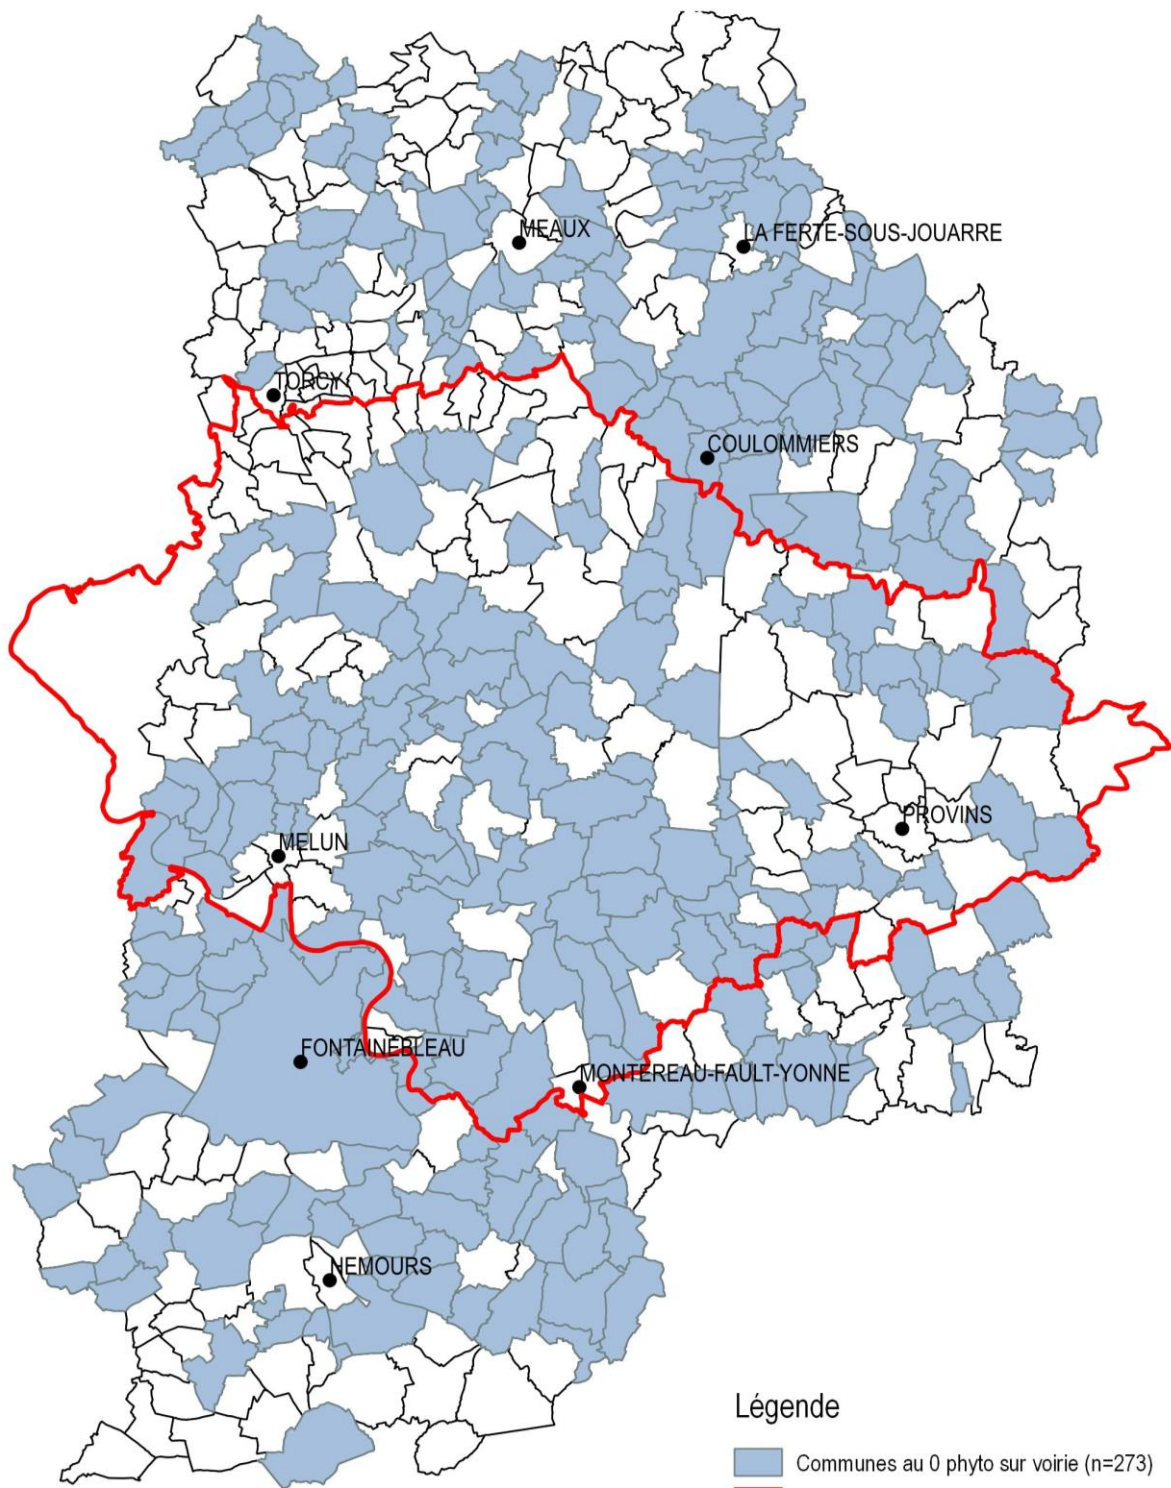 MEAUX
LA FERTE-SOUS-JOUARRE
TORCY
COULOMMIERS
PROVINS
MELUN
FONTAINEBLEAU
MONTEREAU-FAULT-YONNE
HEMOURS
Légende
Communes au 0 phyto sur voirie (n=273)